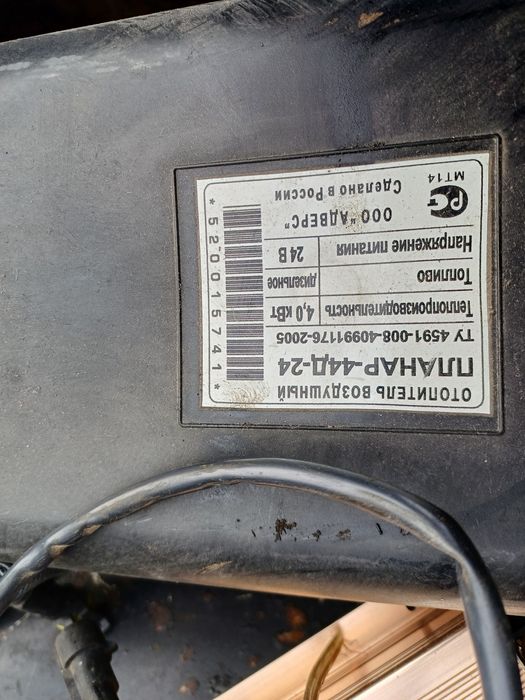 ОТОПИТЕЛЬ ВОЗДУШНЫЙ
ПЛАНАР-44Д-24
ТУ 4591-008-40991176-2005
Теплопроизводительность 4,0 кВт
Топливо дизельное
Напряжение питания 24 В
ООО "АДВЕРС"
Сделано в России
МТ14
*520015741*